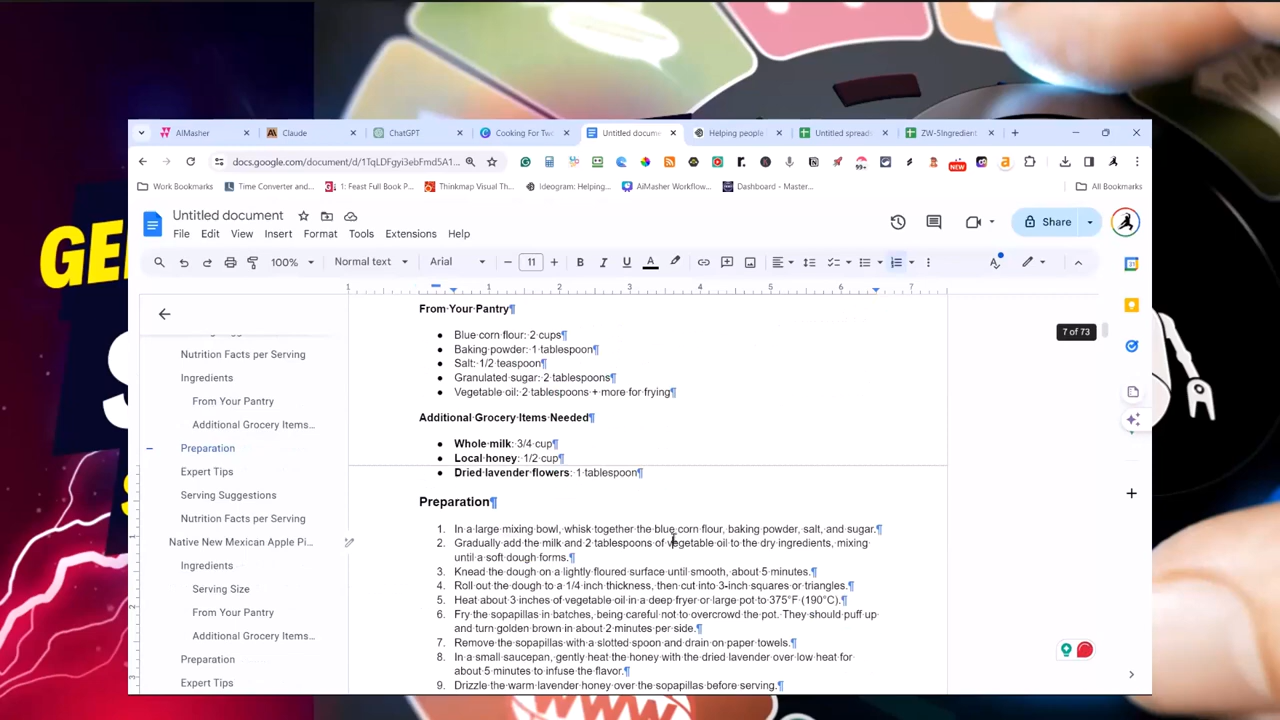 GE
S
AIMasher
Claude
ChatGPT
Cooking For Two
Untitled docum
Helping people
Untitled spreads
ZW-5Ingredient
docs.google.com/document/d/1TqLDFgyi3ebFmd5A1...
99+
NEW
Work Bookmarks
Time Converter and...
1: Feast Full Book P...
Thinkmap Visual Th...
Ideogram: Helping...
AiMasher Workflow...
Dashboard - Master...
All Bookmarks
Untitled document
Share
File Edit View Insert Format Tools Extensions Help
100% Normal text Arial 11 B I U A
1 1 2 3 4 5 6 7
7 of 73
Nutrition Facts per Serving
Ingredients
From Your Pantry
Additional Grocery Items...
Preparation
Expert Tips
Serving Suggestions
Nutrition Facts per Serving
Native New Mexican Apple Pi...
Ingredients
Serving Size
From Your Pantry
Additional Grocery Items...
Preparation
Expert Tips
From·Your·Pantry¶
● Blue·corn·flour:·2·cups¶
● Baking·powder:·1·tablespoon¶
● Salt:·1/2·teaspoon¶
● Granulated·sugar:·2·tablespoons¶
● Vegetable·oil:·2·tablespoons·+·more·for·frying¶
Additional·Grocery·Items·Needed¶
● Whole·milk:·3/4·cup¶
● Local·honey:·1/2·cup¶
● Dried·lavender·flowers:·1·tablespoon¶
Preparation¶
1. In·a·large·mixing·bowl,·whisk·together·the·blue·corn·flour,·baking·powder,·salt,·and·sugar.¶
2. Gradually·add·the·milk·and·2·tablespoons·of·vegetable·oil·to·the·dry·ingredients,·mixing·
until·a·soft·dough·forms.¶
3. Knead·the·dough·on·a·lightly·floured·surface·until·smooth,·about·5·minutes.¶
4. Roll·out·the·dough·to·a·1/4·inch·thickness,·then·cut·into·3-inch·squares·or·triangles.¶
5. Heat·about·3·inches·of·vegetable·oil·in·a·deep·fryer·or·large·pot·to·375°F·(190°C).¶
6. Fry·the·sopapillas·in·batches,·being·careful·not·to·overcrowd·the·pot.·They·should·puff·up·
and·turn·golden·brown·in·about·2·minutes·per·side.¶
7. Remove·the·sopapillas·with·a·slotted·spoon·and·drain·on·paper·towels.¶
8. In·a·small·saucepan,·gently·heat·the·honey·with·the·dried·lavender·over·low·heat·for·
about·5·minutes·to·infuse·the·flavor.¶
9. Drizzle·the·warm·lavender·honey·over·the·sopapillas·before·serving.¶
WWW